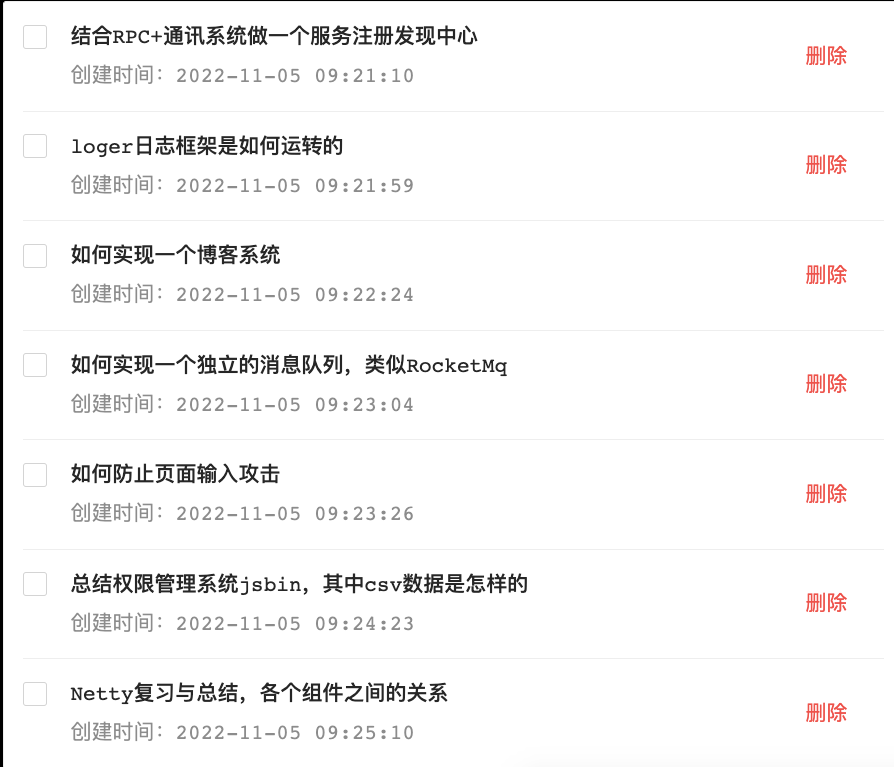 结合RPC+通讯系统做一个服务注册发现中心
创建时间：2022-11-05 09:21:10
删除
loger日志框架是如何运转的
创建时间：2022-11-05 09:21:59
删除
如何实现一个博客系统
创建时间：2022-11-05 09:22:24
删除
如何实现一个独立的消息队列，类似RocketMq
创建时间：2022-11-05 09:23:04
删除
如何防止页面输入攻击
创建时间：2022-11-05 09:23:26
删除
总结权限管理系统jsbin，其中csv数据是怎样的
创建时间：2022-11-05 09:24:23
删除
Netty复习与总结，各个组件之间的关系
创建时间：2022-11-05 09:25:10
删除